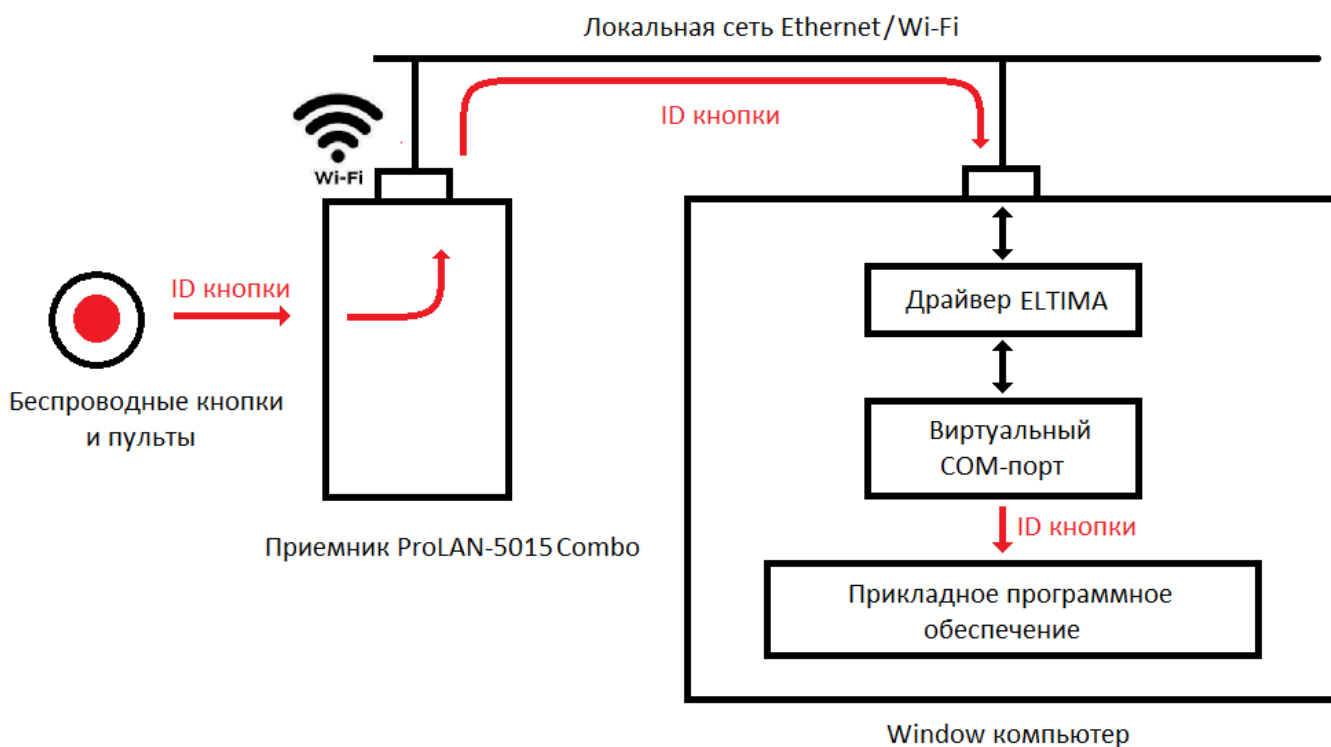 Локальная сеть Ethernet/Wi-Fi
ID кнопки
Wi-Fi
ID кнопки
Беспроводные кнопки
и пульты
Приемник ProLAN-5015 Combo
Драйвер ELTIMA
Виртуальный
COM-порт
ID кнопки
Прикладное программное
обеспечение
Window компьютер